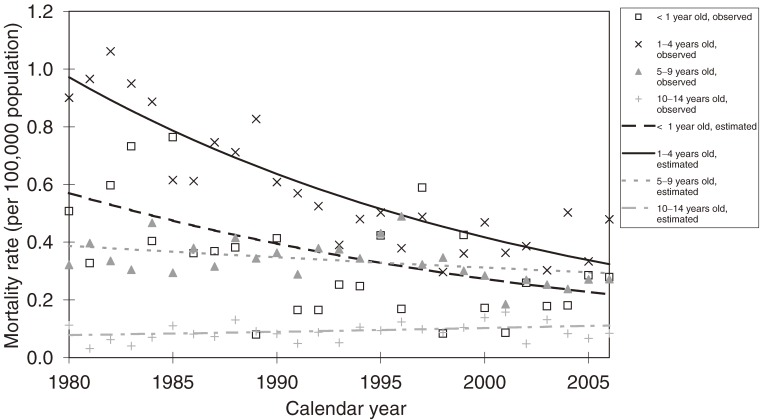 Mortality rate (per 100,000 population)
1.2
1.0
0.8
0.6
0.4
0.2
0.0
1980
1985
1990
1995
2000
2005
Calendar year
< 1 year old, observed
1–4 years old,
observed
5–9 years old,
observed
10–14 years old,
observed
< 1 year old, estimated
1–4 years old,
estimated
5–9 years old,
estimated
10–14 years old,
estimated